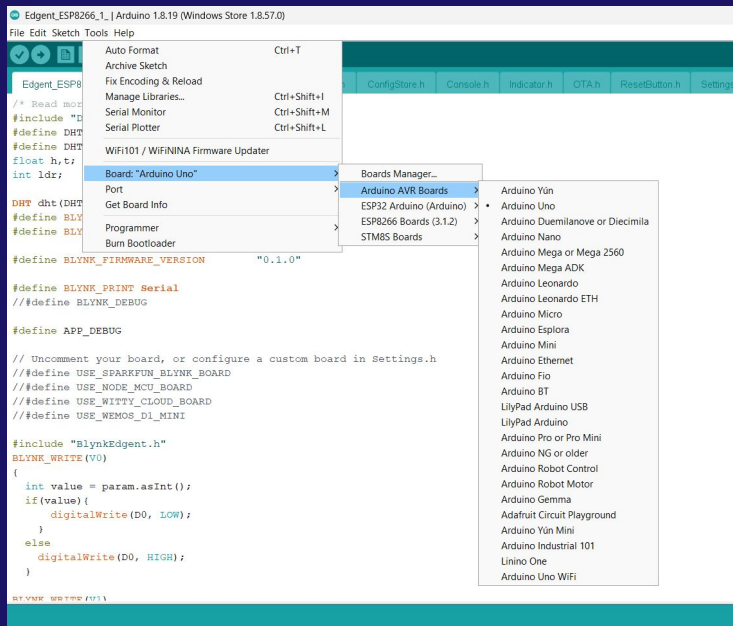 Edgent_ESP8266_1_ | Arduino 1.8.19 (Windows Store 1.8.57.0)
File Edit Sketch Tools Help
Edgent_ESP8
ConfigStore.h
Console.h
Indicator.h
OTA.h
ResetButton.h
Settings
Auto Format Ctrl+T
Archive Sketch
Fix Encoding & Reload
Manage Libraries... Ctrl+Shift+I
Serial Monitor Ctrl+Shift+M
Serial Plotter Ctrl+Shift+L
WiFi101 / WiFiNINA Firmware Updater
Board: "Arduino Uno"
Port
Get Board Info
Programmer
Burn Bootloader
Boards Manager...
Arduino AVR Boards
ESP32 Arduino (Arduino)
ESP8266 Boards (3.1.2)
STM8S Boards
Arduino Yún
Arduino Uno
Arduino Duemilanove or Diecimila
Arduino Nano
Arduino Mega or Mega 2560
Arduino Mega ADK
Arduino Leonardo
Arduino Leonardo ETH
Arduino Micro
Arduino Esplora
Arduino Mini
Arduino Ethernet
Arduino Fio
Arduino BT
LilyPad Arduino USB
LilyPad Arduino
Arduino Pro or Pro Mini
Arduino NG or older
Arduino Robot Control
Arduino Robot Motor
Arduino Gemma
Adafruit Circuit Playground
Arduino Yún Mini
Arduino Industrial 101
Linino One
Arduino Uno WiFi
/* Read mor
#include "D
#define DHT
#define DHT
float h,t;
int ldr;
DHT dht(DHT
#define BLY
#define BLY
#define BLYNK_FIRMWARE_VERSION "0.1.0"
#define BLYNK_PRINT Serial
//#define BLYNK_DEBUG
#define APP_DEBUG
// Uncomment your board, or configure a custom board in Settings.h
//#define USE_SPARKFUN_BLYNK_BOARD
//#define USE_NODE_MCU_BOARD
//#define USE_WITTY_CLOUD_BOARD
//#define USE_WEMOS_D1_MINI
#include "BlynkEdgent.h"
BLYNK_WRITE(V0)
{
int value = param.asInt();
if(value){
digitalWrite(D0, LOW);
}
else
digitalWrite(D0, HIGH);
}
BLYNK_WRITE(V1)